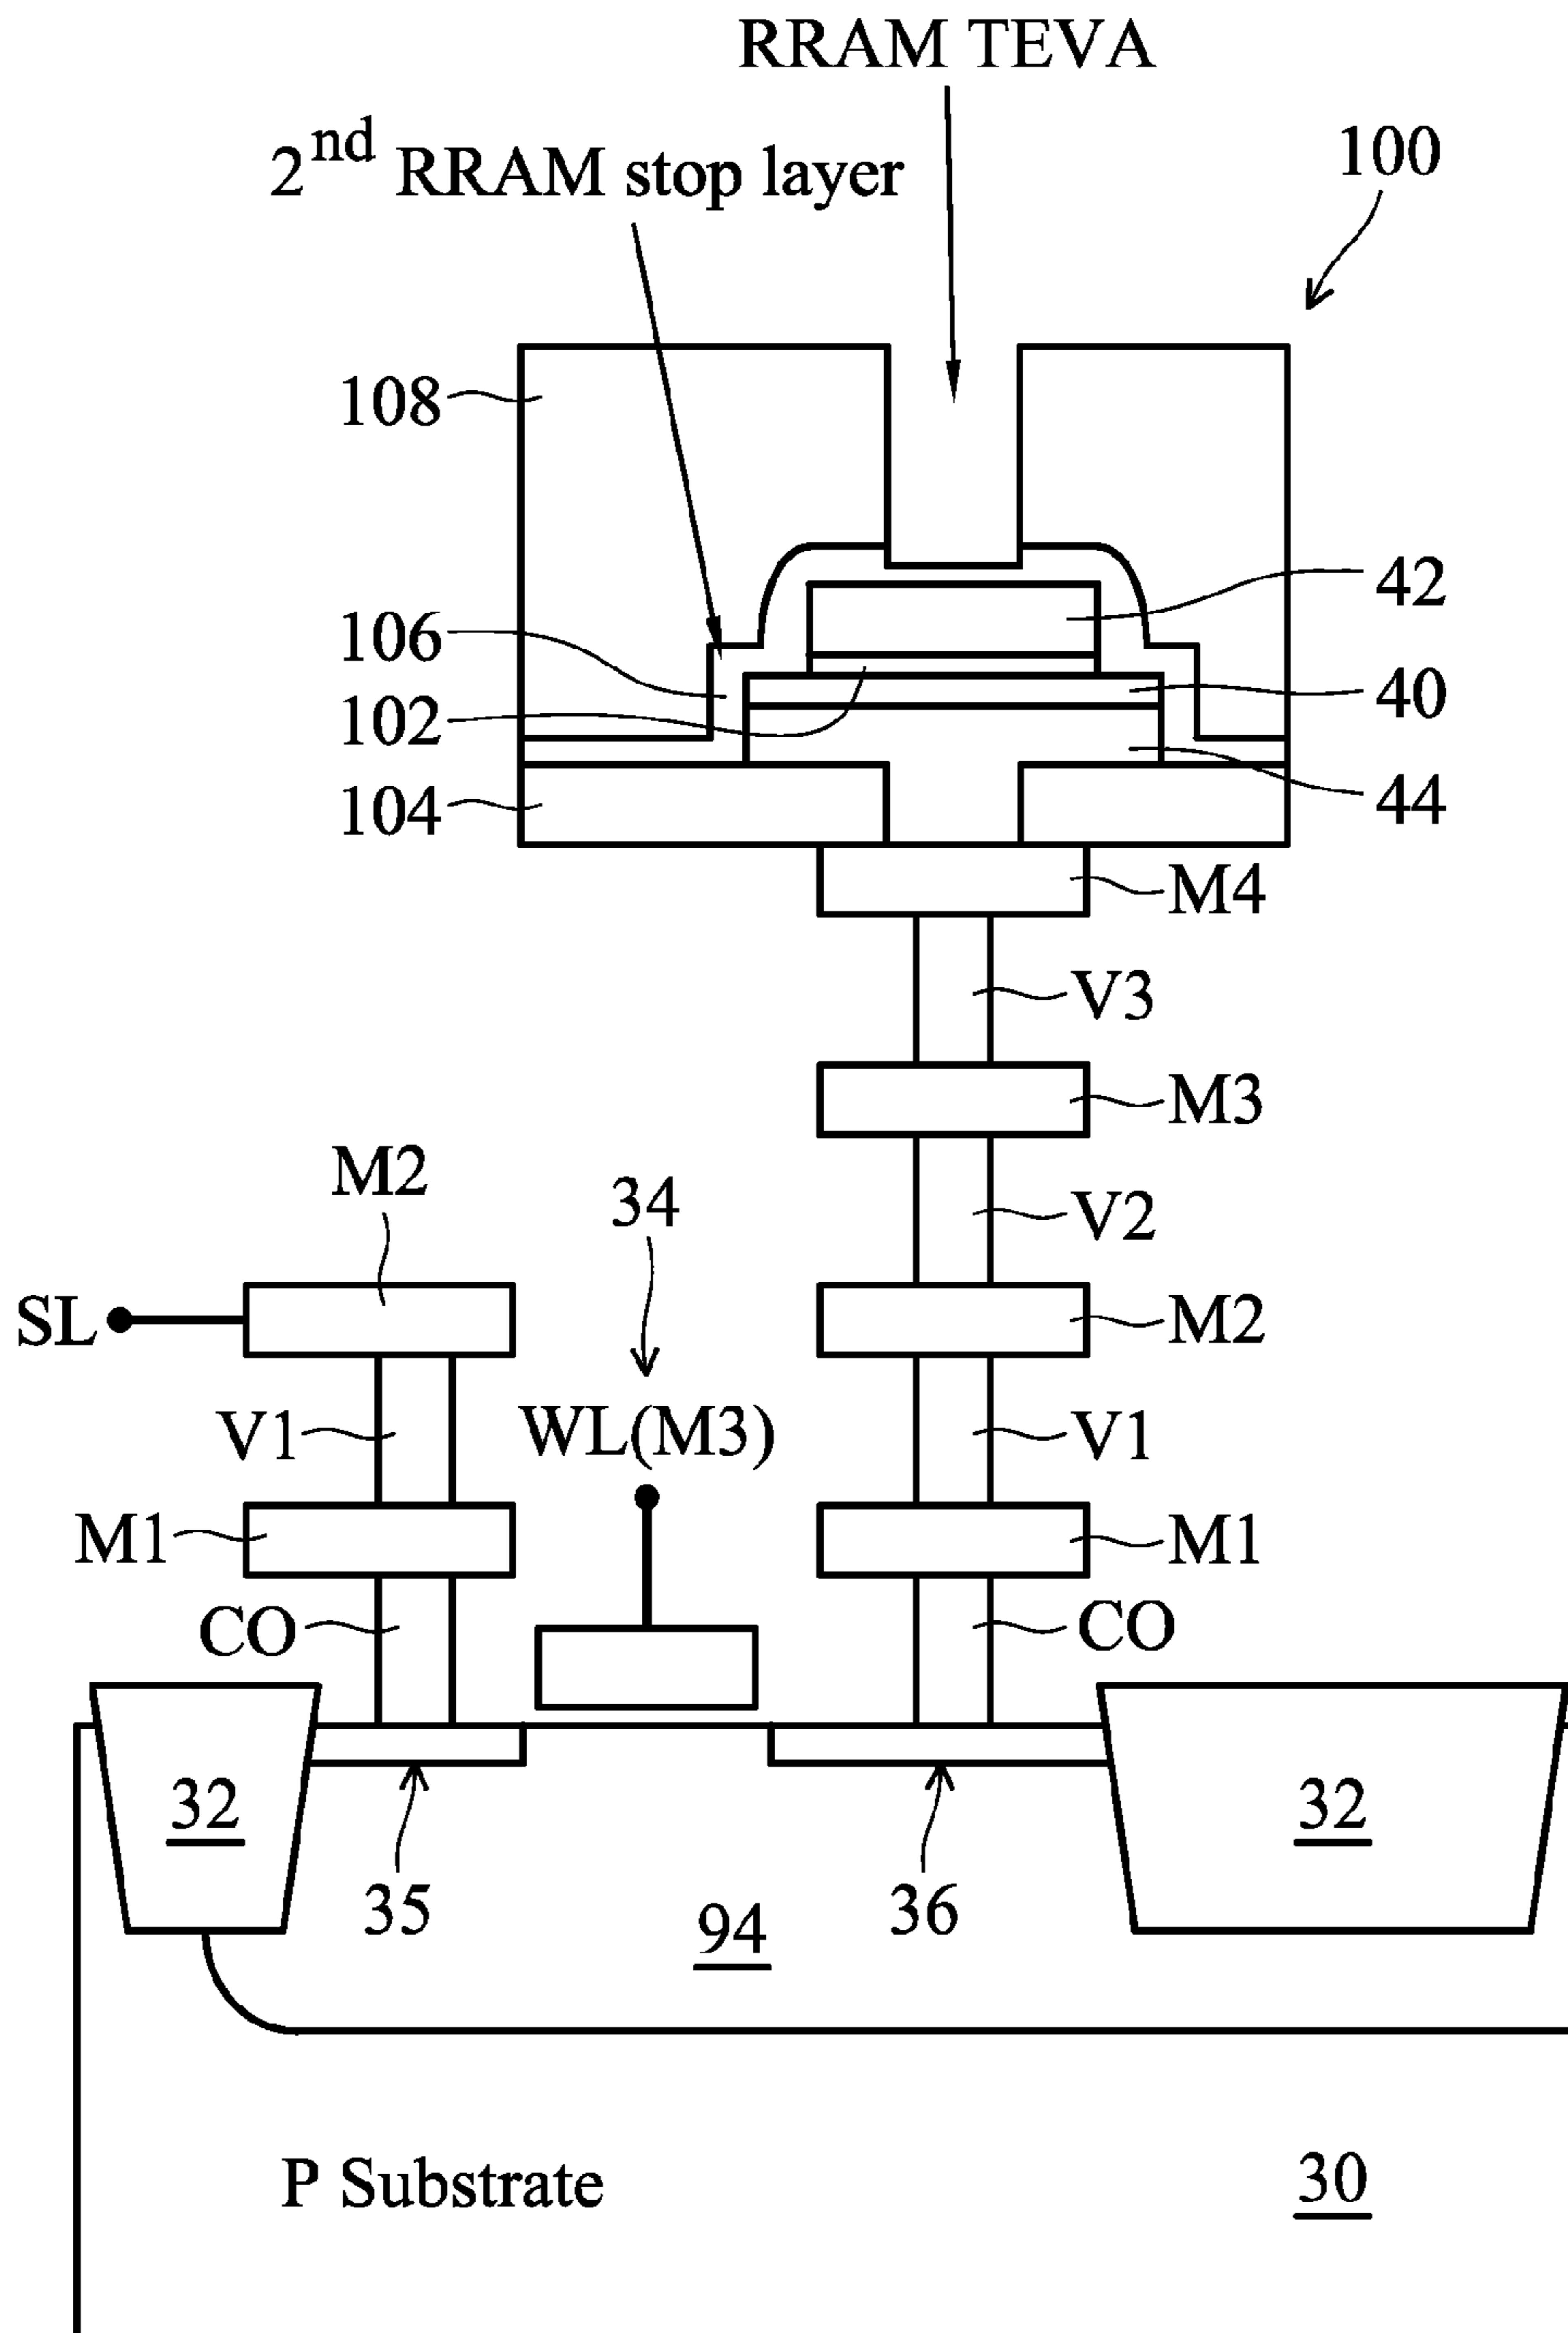 RRAM TEVA
2nd RRAM stop layer
100
108
42
106
40
102
44
104
M4
V3
M3
M2
34
V2
SL
M2
V1
WL(M3)
V1
M1
M1
CO
CO
32
32
35
36
94
P Substrate
30